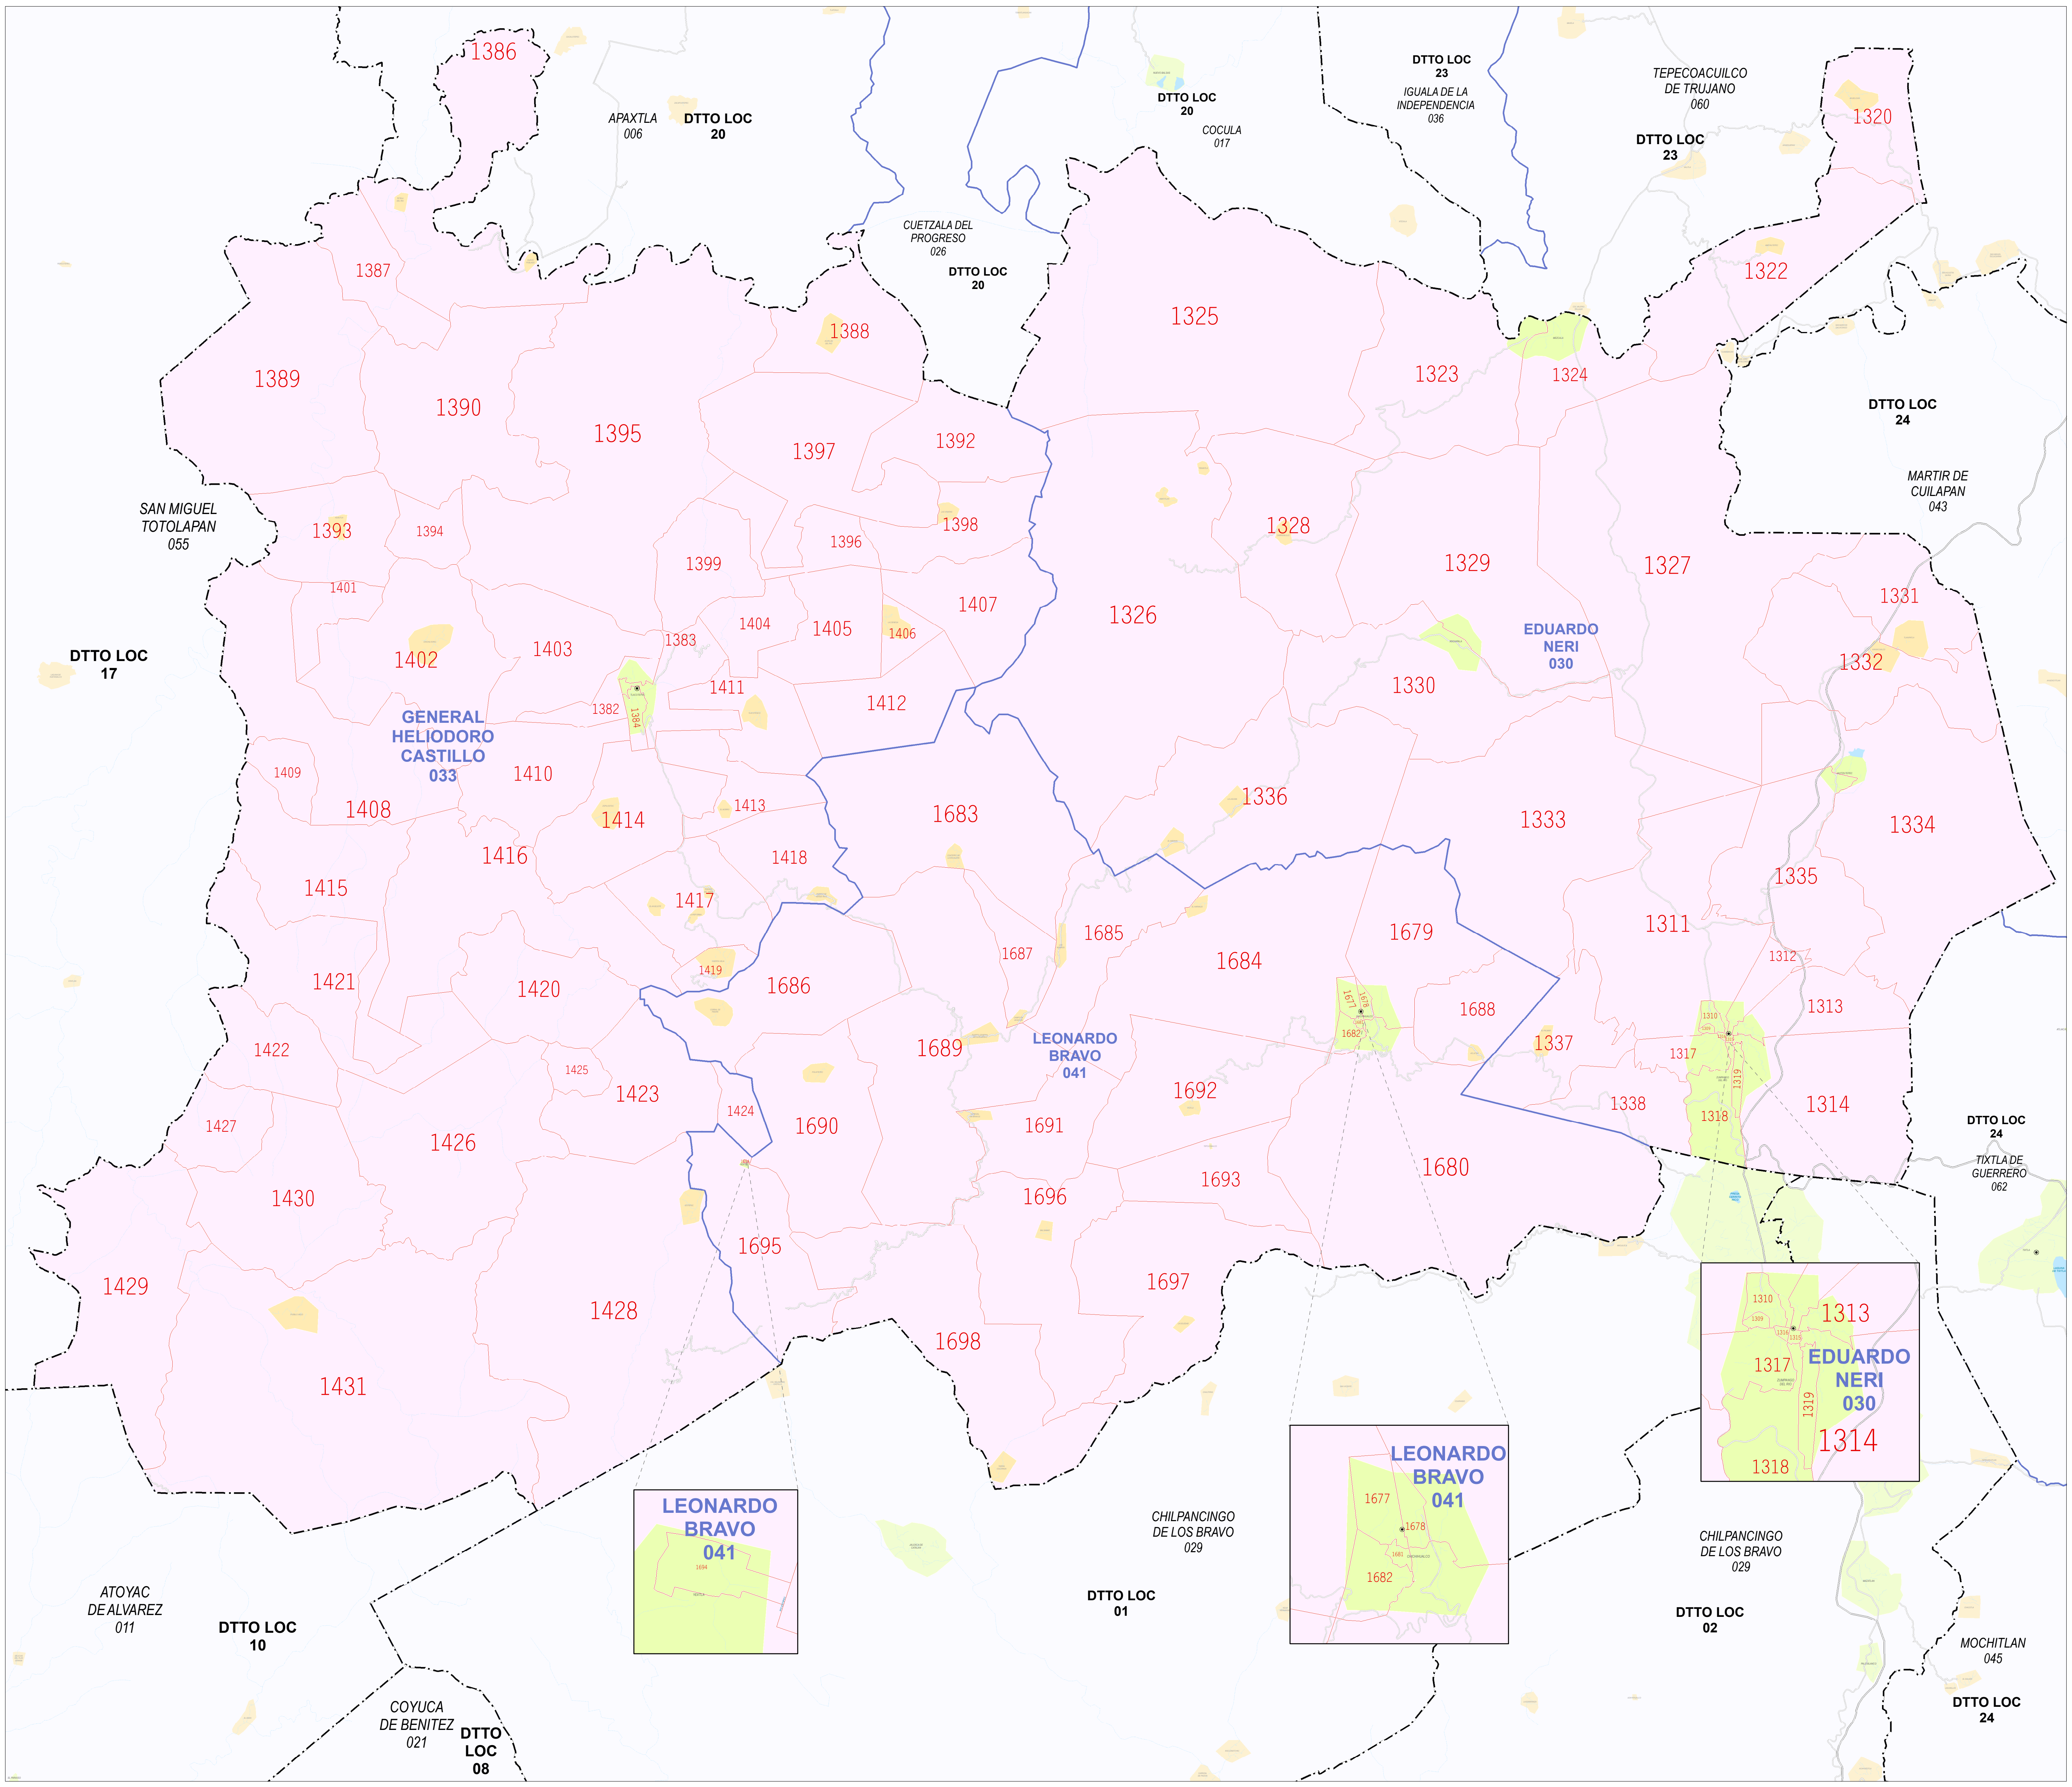 1386
APAXTLA
006
DTTO LOC
20
DTTO LOC
20
COCULA
017
DTTO LOC
23
IGUALA DE LA
INDEPENDENCIA
036
TEPECOACUILCO
DE TRUJANO
060
DTTO LOC
23
1320
CUETZALA DEL
PROGRESO
026
DTTO LOC
20
1387
1322
1325
1388
1389
1323
1324
1390
1395
1397
1392
DTTO LOC
24
MARTIR DE
CUILAPAN
043
SAN MIGUEL
TOTOLAPAN
055
1393
1394
1396
1398
1328
1399
1329
1327
1401
1331
1407
1326
1404
1405
1406
1383
1403
1402
EDUARDO
NERI
030
1332
DTTO LOC
17
1411
1330
1382
1384
1412
GENERAL
HELIODORO
CASTILLO
033
1409
1410
1408
1413
1414
1683
1336
1333
1334
1416
1418
1415
1417
1335
1685
1679
1311
1687
1684
1312
1419
1421
1420
1686
1677
1678
1688
1313
1682
1310
1422
1689
LEONARDO
BRAVO
041
1337
1317
1425
1423
1319
1692
1424
1338
1314
1318
1427
1426
1690
1691
DTTO LOC
24
TIXTLA DE
GUERRERO
062
1680
1693
1430
1696
1695
1429
1697
1428
1698
1431
1310
1313
1309
1316
1315
1317
EDUARDO
NERI
030
1319
1314
1318
LEONARDO
BRAVO
041
1677
1678
1681
1682
LEONARDO
BRAVO
041
1694
CHILPANCINGO
DE LOS BRAVO
029
CHILPANCINGO
DE LOS BRAVO
029
DTTO LOC
01
DTTO LOC
02
ATOYAC
DE ALVAREZ
011
DTTO LOC
10
COYUCA
DE BENITEZ
021
DTTO
LOC
08
MOCHITLAN
045
DTTO LOC
24